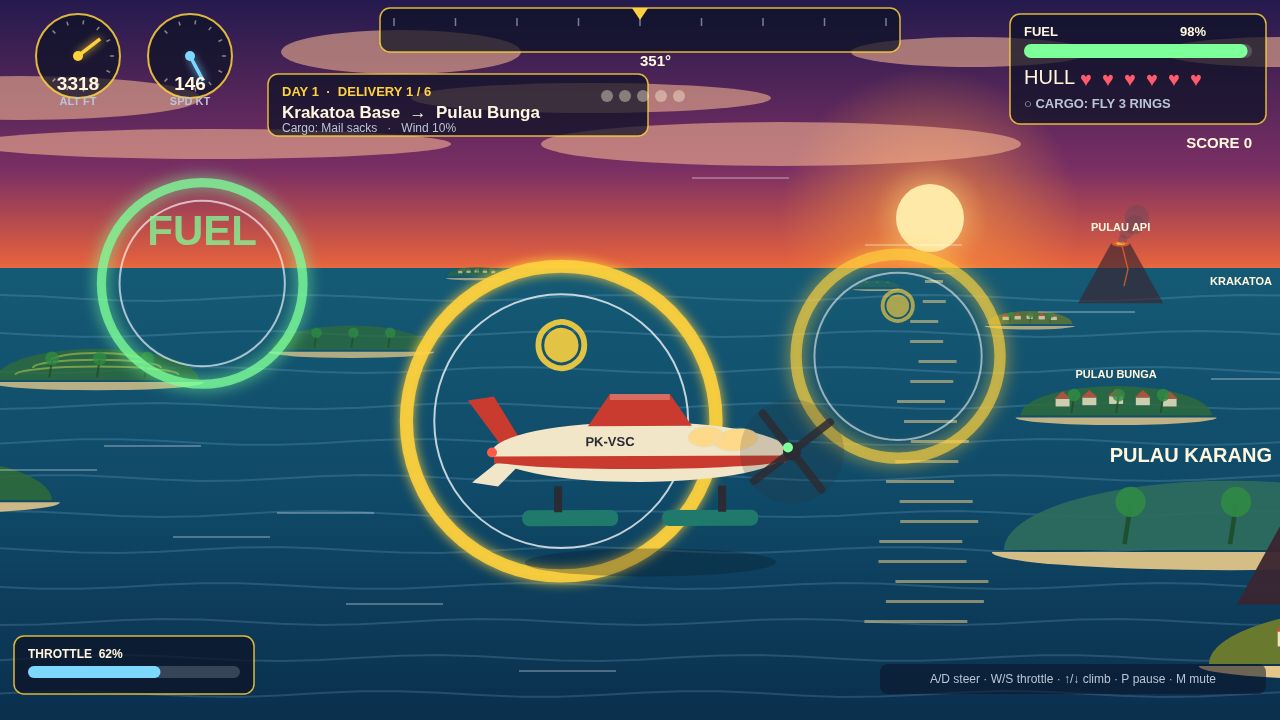 3318
ALT FT
146
SPD KT
351°
DAY 1 · DELIVERY 1 / 6
Krakatoa Base → Pulau Bunga
Cargo: Mail sacks · Wind 10%
FUEL 98%
HULL ♥ ♥ ♥ ♥ ♥ ♥
○ CARGO: FLY 3 RINGS
SCORE 0
FUEL
PULAU API
KRAKATOA
PULAU BUNGA
PULAU KARANG
PK-VSC
THROTTLE 62%
A/D steer · W/S throttle · ↑/↓ climb · P pause · M mute